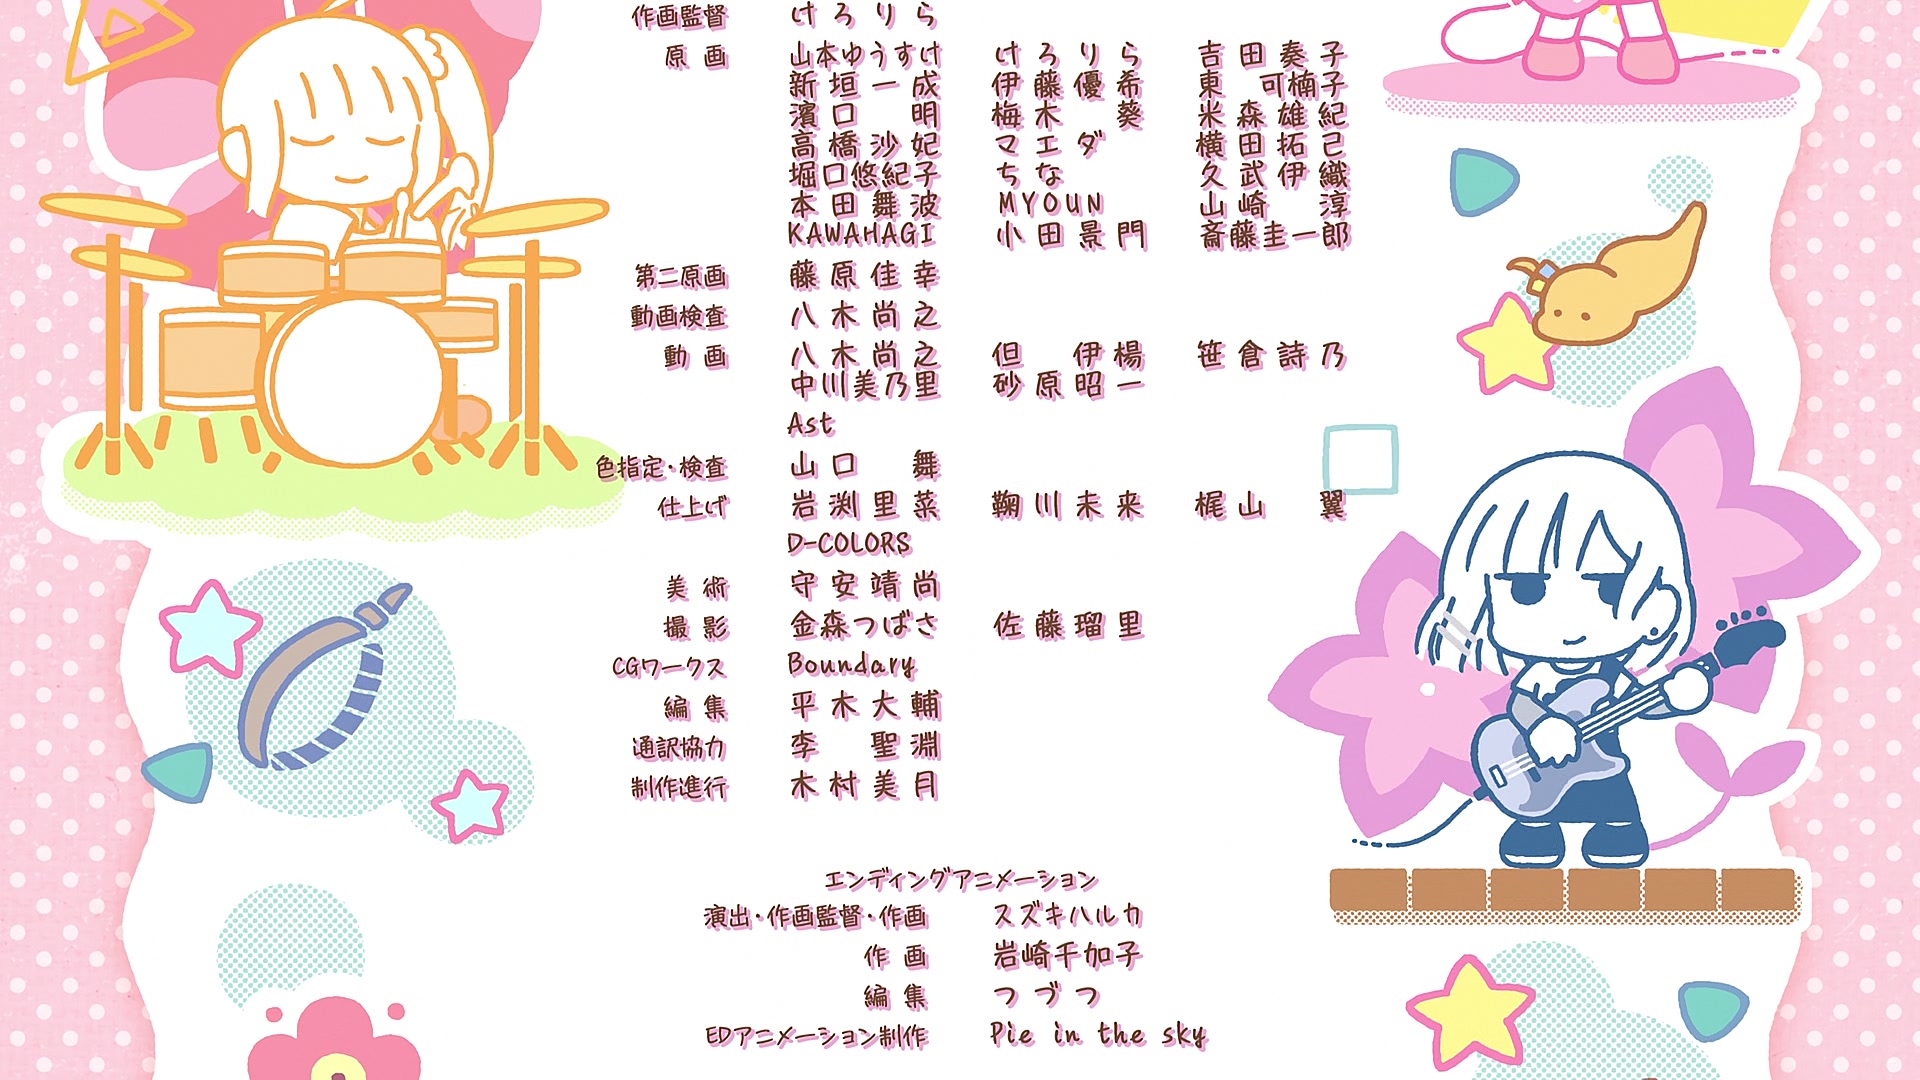 作画監督 けろりら
原画 山本ゆうすけ けろりら 吉田奏子
新垣一成 伊藤優希 東 可楠子
濱口 明 梅木 葵 米森雄紀
高橋沙妃 マエダ 横田拓己
堀口悠紀子 ちな 久武伊織
本田舞波 MYOUN 山崎 淳
KAWAHAGI 小田景門 斎藤圭一郎
第二原画 藤原佳幸
動画検査 八木尚之
動画 八木尚之 但 伊楊 笹倉詩乃
中川美乃里 砂原昭一
Ast
色指定・検査 山口 舞
仕上げ 岩渕里菜 鞠川未来 梶山 翼
D-COLORS
美術 守安靖尚
撮影 金森つばさ 佐藤瑠里
CGワークス Boundary
編集 平木大輔
通訳協力 李 聖淵
制作進行 木村美月
エンディングアニメーション
演出・作画監督・作画 スズキハルカ
作画 岩崎千加子
編集 つづつ
EDアニメーション制作 Pie in the sky